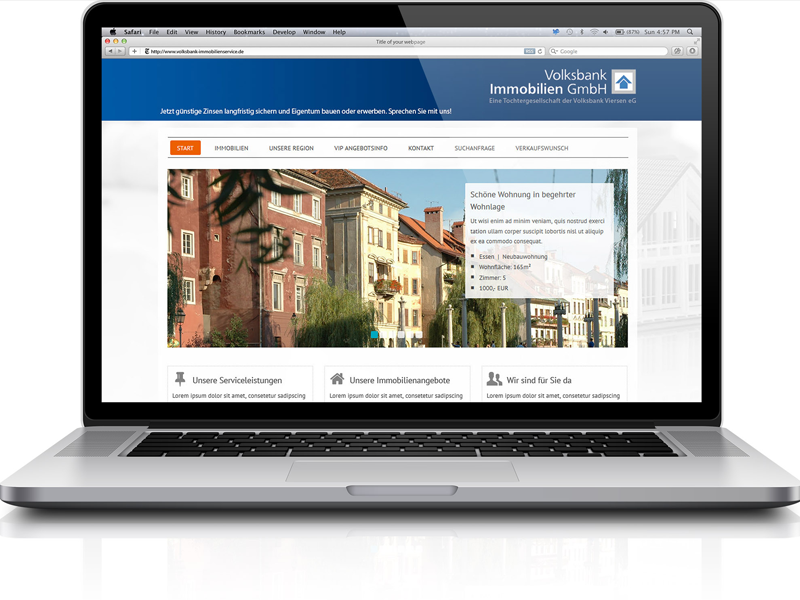 Safari File Edit View History Bookmarks Develop Window Help (87%) Sun 4:57 PM
Title of your webpage
http://www.volksbank-immobilienservice.de Google
Volksbank
Immobilien GmbH
Eine Tochtergesellschaft der Volksbank Viersen eG
Jetzt günstige Zinsen langfristig sichern und Eigentum bauen oder erwerben. Sprechen Sie mit uns!
START IMMOBILIEN UNSERE REGION VIP ANGEBOTSINFO KONTAKT SUCHANFRAGE VERKAUFSWUNSCH
Schöne Wohnung in begehrter
Wohnlage
Ut wisi enim ad minim veniam, quis nostrud exerci
tation ullam corper suscipit lobortis nisl ut aliquip
ex ea commodo consequat.
Essen | Neubauwohnung
Wohnfläche: 165m²
Zimmer: 5
1000,- EUR
Unsere Serviceleistungen
Lorem ipsum dolor sit amet, consetetur sadipscing
Unsere Immobilienangebote
Lorem ipsum dolor sit amet, consetetur sadipscing
Wir sind für Sie da
Lorem ipsum dolor sit amet, consetetur sadipscing